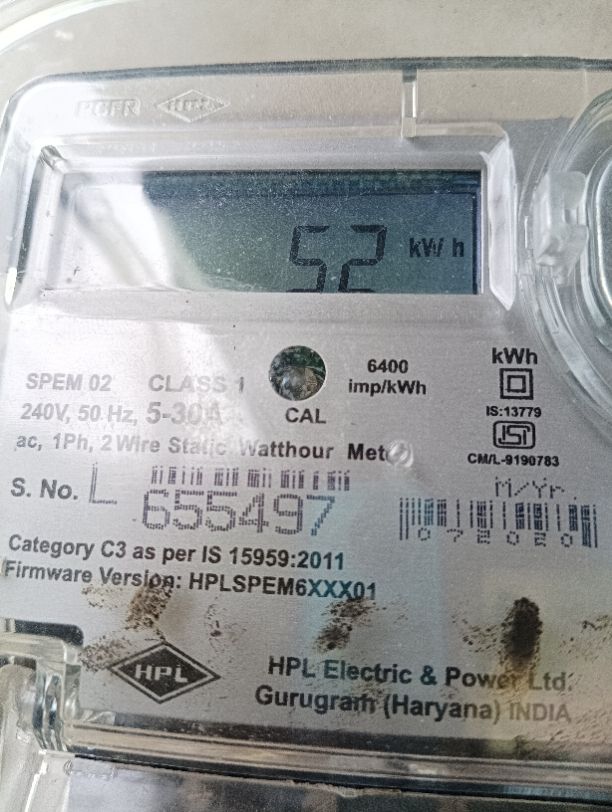 52 kWh
6400
imp/kWh
kWh
SPEM 02 CLASS 1
CAL
IS:13779
240V, 50 Hz, 5-30A
ISI
CM/L-9190783
ac, 1Ph, 2 Wire Static Watthour Meter
M/Yr.
S. No. L 655497
072020
Category C3 as per IS 15959:2011
Firmware Version: HPLSPEM6XXX01
HPL
HPL Electric & Power Ltd.
Gurugram (Haryana) INDIA